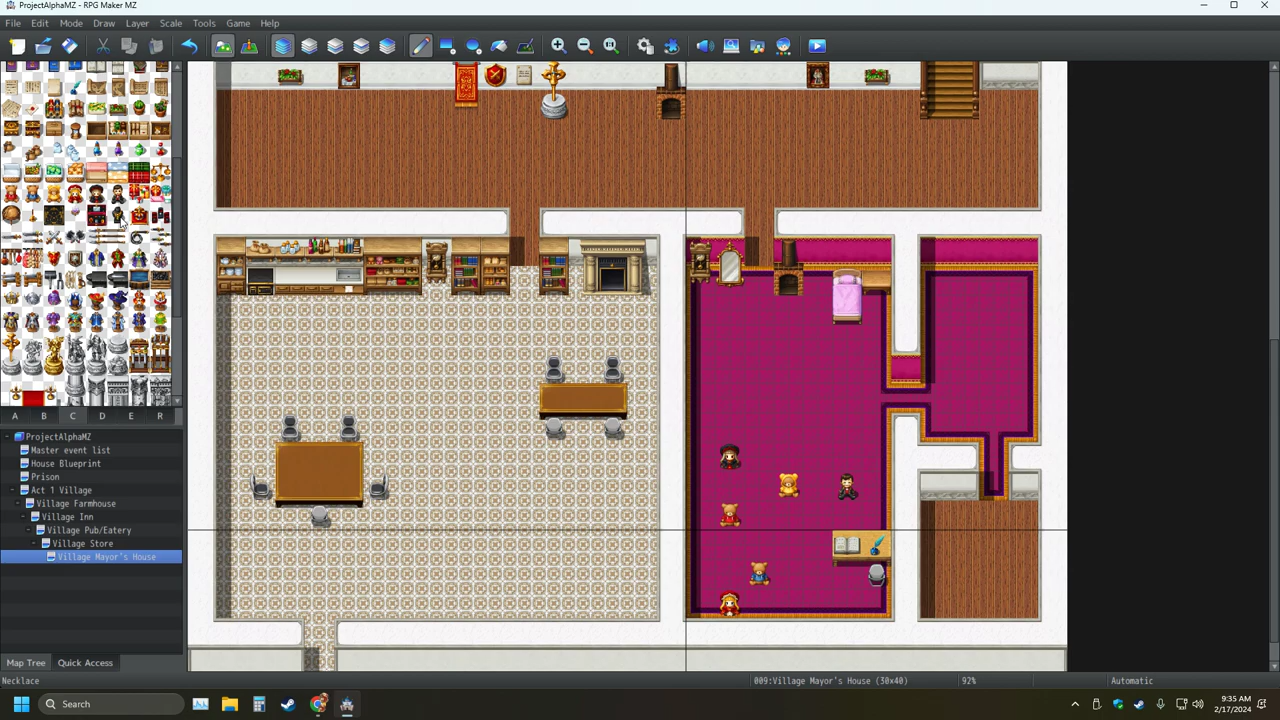 ProjectAlphaMZ - RPG Maker MZ
File Edit Mode Draw Layer Scale Tools Game Help
A B C D E R
ProjectAlphaMZ
Master event list
House Blueprint
Prison
Act 1 Village
Village Farmhouse
Village Inn
Village Pub/Eatery
Village Store
Village Mayor's House
Map Tree Quick Access
Necklace 009:Village Mayor's House (30x40) 92% Automatic
Search 9:35 AM
2/17/2024